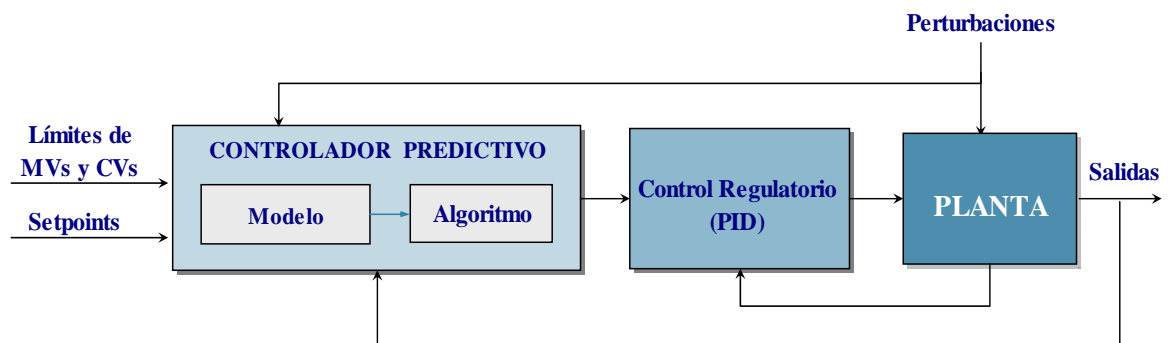 Perturbaciones
Límites de
MVs y CVs
Setpoints
CONTROLADOR PREDICTIVO
Modelo
Algoritmo
Control Regulatorio
(PID)
PLANTA
Salidas